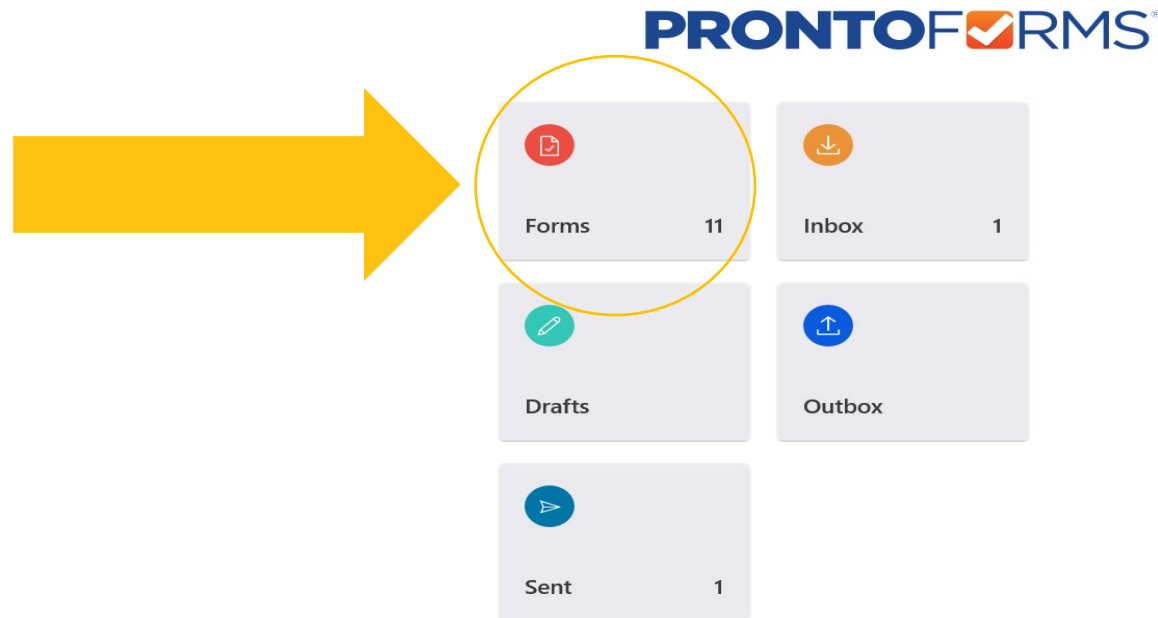 PRONTOFORMS®
Forms 11
Inbox 1
Drafts
Outbox
Sent 1